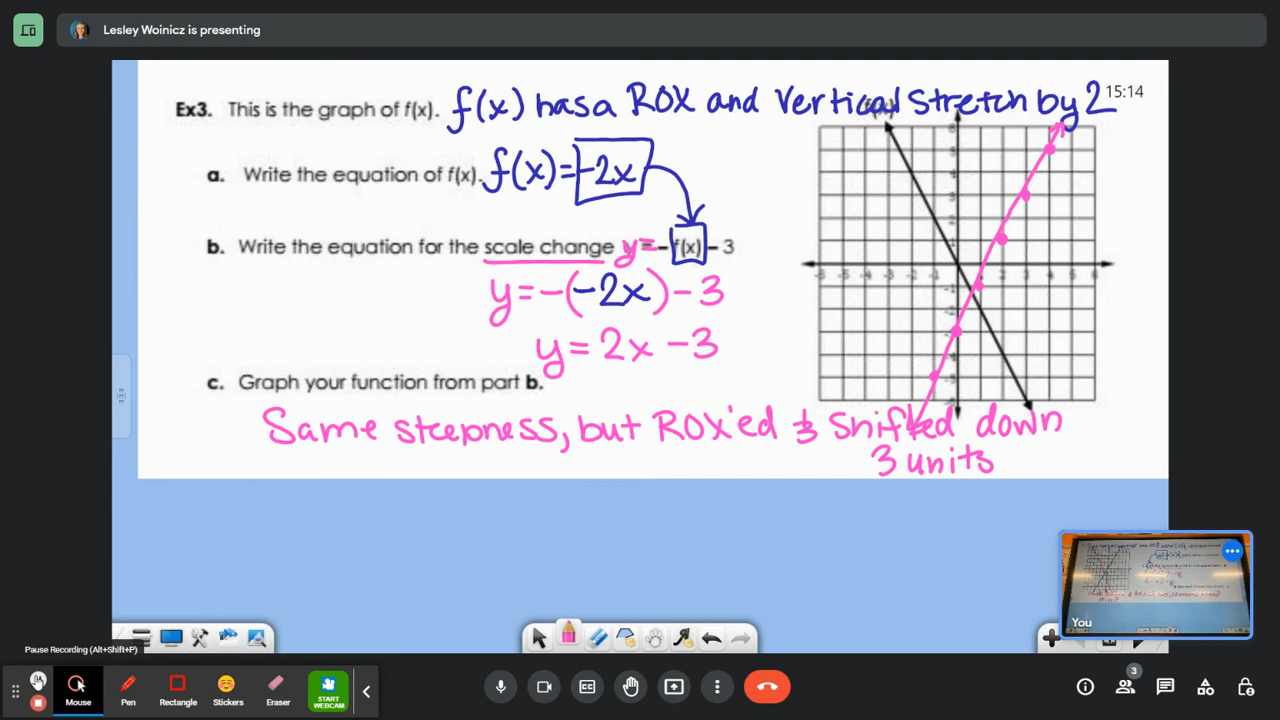 Lesley Woinicz is presenting
15:14
Ex3. This is the graph of f(x). f(x) has a ROX and Vertical Stretch by 2
a. Write the equation of f(x). f(x)=-2x
b. Write the equation for the scale change y=-f(x)-3
y=-(-2x)-3
y=2x-3
c. Graph your function from part b.
Same steepness, but ROX'ed & Shifted down
3 units
You
Pause Recording (Alt+Shift+P)
Mouse Pen Rectangle Stickers Eraser START WEBCAM
3